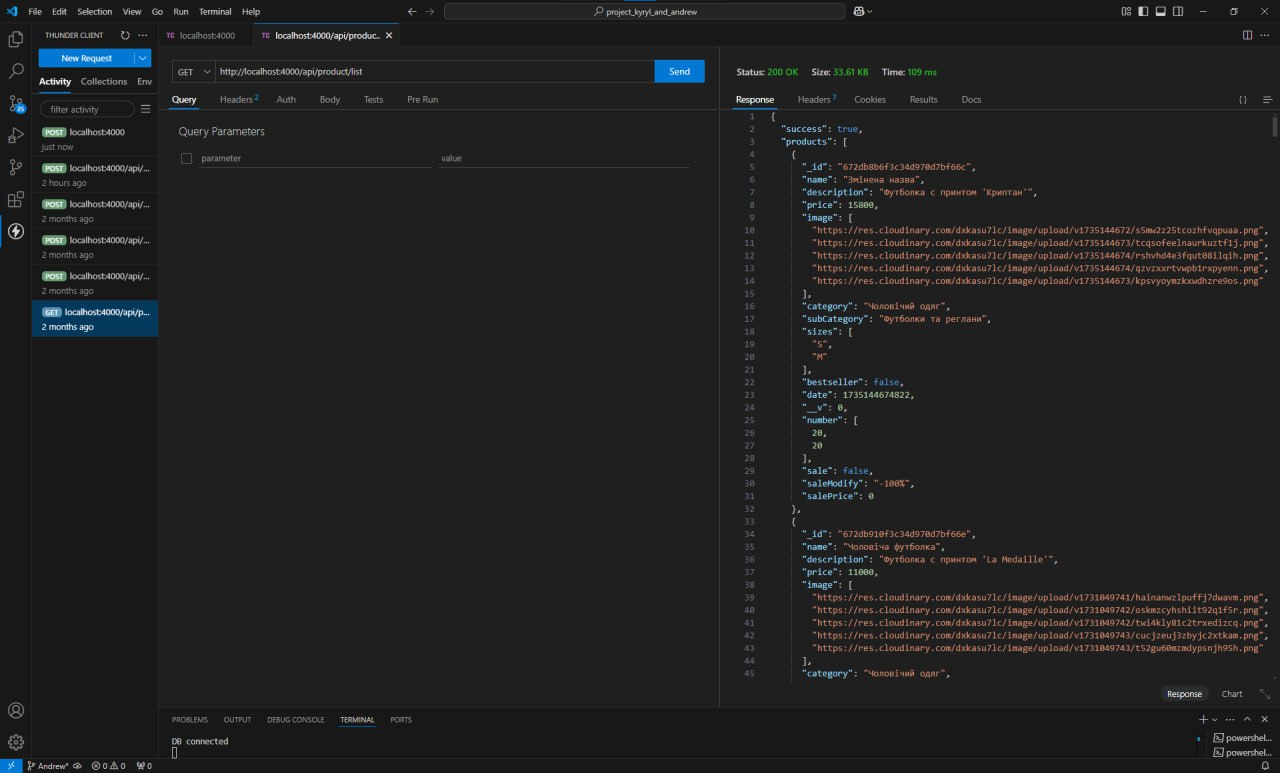 File Edit Selection View Go Run Terminal Help
project_kyryl_and_andrew
THUNDER CLIENT
New Request
Activity Collections Env
filter activity
POST localhost:4000
just now
POST localhost:4000/api/...
2 hours ago
POST localhost:4000/api/...
2 months ago
POST localhost:4000/api/...
2 months ago
POST localhost:4000/api/...
2 months ago
GET localhost:4000/api/p...
2 months ago
25
TC localhost:4000
TC localhost:4000/api/produc..
GET http://localhost:4000/api/product/list Send
Query Headers 2 Auth Body Tests Pre Run
Query Parameters
parameter value
Status: 200 OK Size: 33.61 KB Time: 109 ms
Response Headers 7 Cookies Results Docs {}
1 {
2 "success": true,
3 "products": [
4 {
5 "_id": "672db8b6f3c34d970d7bf66c",
6 "name": "Змінена назва",
7 "description": "Футболка с принтом 'Криптан'",
8 "price": 15800,
9 "image": [
10 "https://res.cloudinary.com/dxkasu7lc/image/upload/v1735144672/s5mw2z25tcozhfvqpuaa.png",
11 "https://res.cloudinary.com/dxkasu7lc/image/upload/v1735144673/tcqsofeelnaurkuztf1j.png",
12 "https://res.cloudinary.com/dxkasu7lc/image/upload/v1735144674/rshvhd4e3fqut08ilqih.png",
13 "https://res.cloudinary.com/dxkasu7lc/image/upload/v1735144674/qzvzxxrtvwpb1rxpyenn.png",
14 "https://res.cloudinary.com/dxkasu7lc/image/upload/v1735144673/kpsvyoymzkxwdhzre9os.png"
15 ],
16 "category": "Чоловічий одяг",
17 "subCategory": "Футболки та реглани",
18 "sizes": [
19 "S",
20 "M"
21 ],
22 "bestseller": false,
23 "date": 1735144674822,
24 "__v": 0,
25 "number": [
26 20,
27 20
28 ],
29 "sale": false,
30 "saleModify": "-100%",
31 "salePrice": 0
32 },
33 {
34 "_id": "672db910f3c34d970d7bf66e",
35 "name": "Чоловіча футболка",
36 "description": "Футболка с принтом 'La Medaille'",
37 "price": 11000,
38 "image": [
39 "https://res.cloudinary.com/dxkasu7lc/image/upload/v1731049741/hainanwzlpuffj7dwavm.png",
40 "https://res.cloudinary.com/dxkasu7lc/image/upload/v1731049742/oskmzcyhshiit92q1f5r.png",
41 "https://res.cloudinary.com/dxkasu7lc/image/upload/v1731049742/twi4kly81c2trxedizcq.png",
42 "https://res.cloudinary.com/dxkasu7lc/image/upload/v1731049743/cucjzeuj3zbyjc2xtkam.png",
43 "https://res.cloudinary.com/dxkasu7lc/image/upload/v1731049743/t52gu60mzmdypsnjh95h.png"
44 ],
45 "category": "Чоловічий одяг",
Response Chart
PROBLEMS OUTPUT DEBUG CONSOLE TERMINAL PORTS
DB connected
powershel...
powershel...
Andrew* 0 0 0